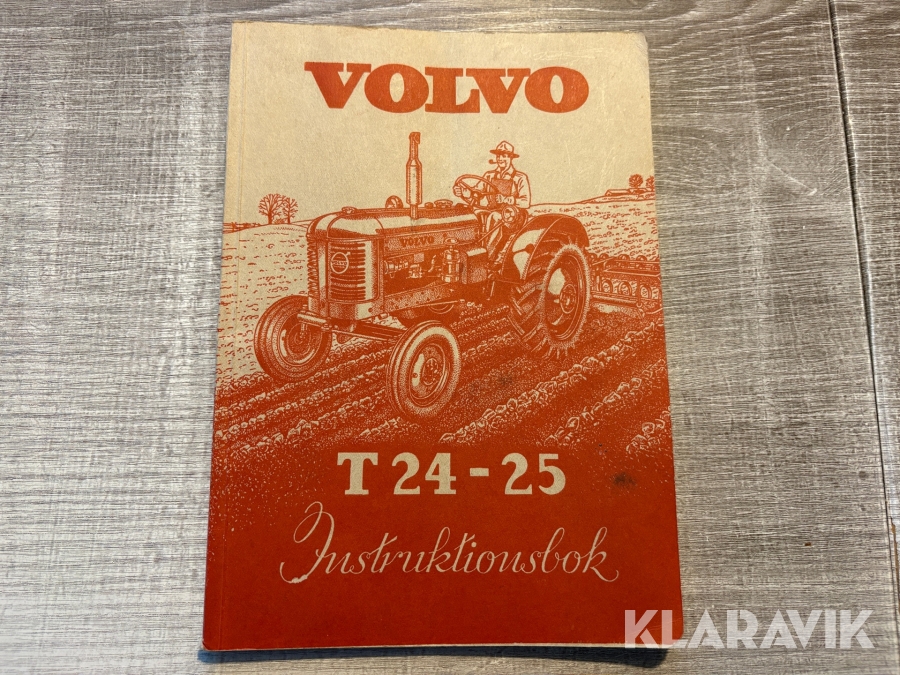 VOLVO
VOLVO
T 24-25
Instruktionsbok
KLARAVIK